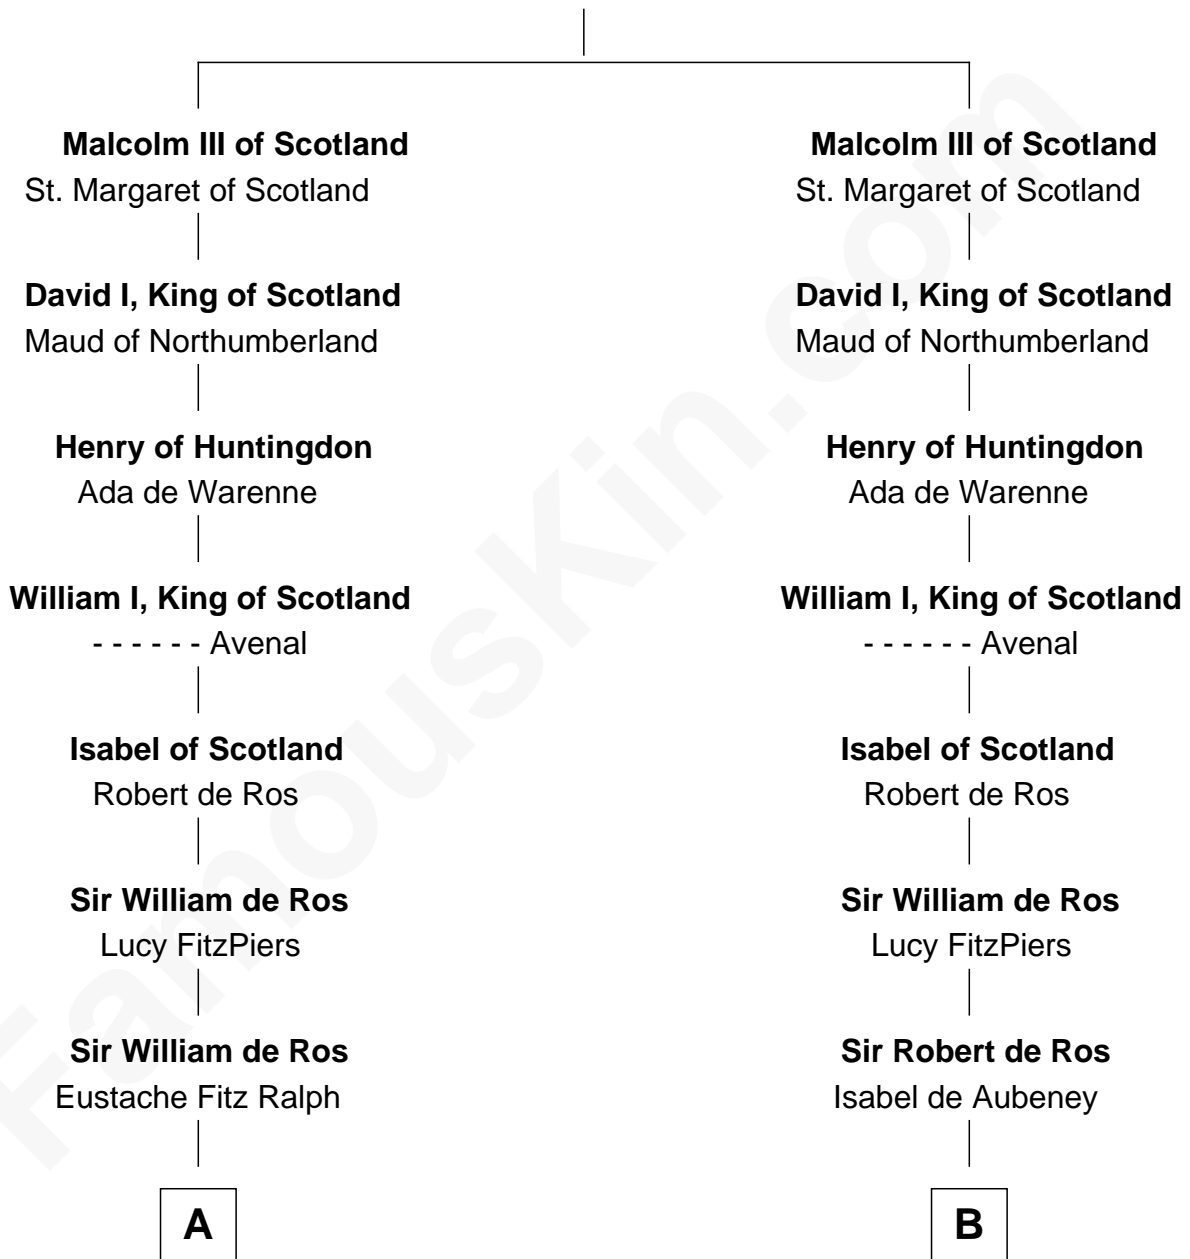 Malcolm III of Scotland
St. Margaret of Scotland
David I, King of Scotland
Maud of Northumberland
Henry of Huntingdon
Ada de Warenne
William I, King of Scotland
- - - - - - Avenal
Isabel of Scotland
Robert de Ros
Sir William de Ros
Lucy FitzPiers
Sir William de Ros
Eustache Fitz Ralph
A
Malcolm III of Scotland
St. Margaret of Scotland
David I, King of Scotland
Maud of Northumberland
Henry of Huntingdon
Ada de Warenne
William I, King of Scotland
- - - - - - Avenal
Isabel of Scotland
Robert de Ros
Sir William de Ros
Lucy FitzPiers
Sir Robert de Ros
Isabel de Aubeney
B
FamousKin.com